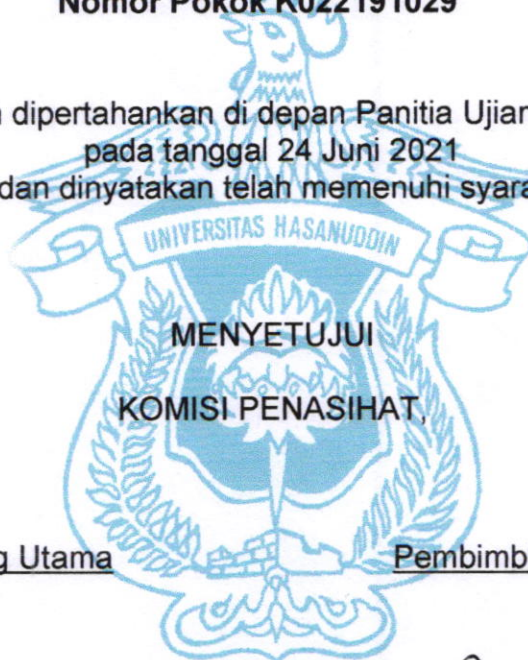 Nomor Pokok K022191029
dipertahankan di depan Panitia Ujian
pada tanggal 24 Juni 2021
dan dinyatakan telah memenuhi syara
UNIVERSITAS HASANUDDIN
MENYETUJUI
KOMISI PENASIHAT,
g Utama Pembimb